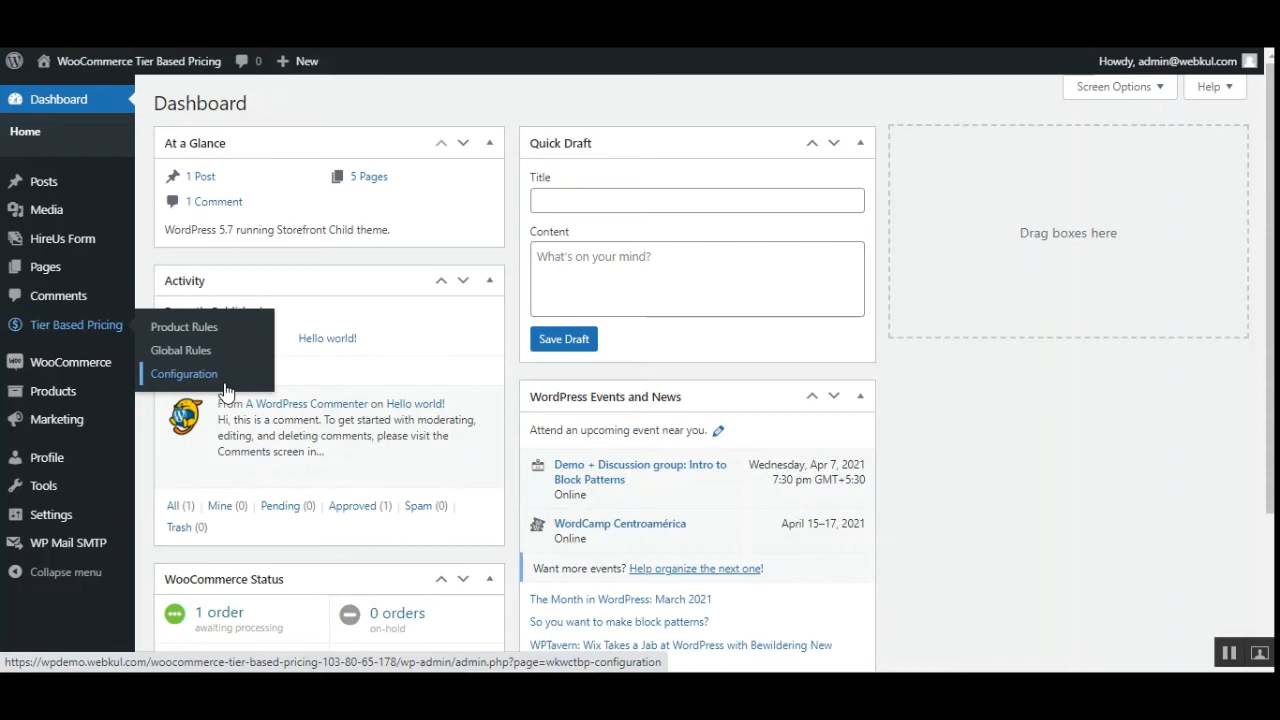 WooCommerce Tier Based Pricing 0 New Howdy, admin@webkul.com
Dashboard
Home
Posts
Media
HireUs Form
Pages
Comments
Tier Based Pricing
Product Rules
Global Rules
Configuration
WooCommerce
WOO
Products
Marketing
Profile
Tools
Settings
WP Mail SMTP
Collapse menu
Screen Options Help
Dashboard
At a Glance
1 Post 5 Pages
1 Comment
WordPress 5.7 running Storefront Child theme.
Activity
Hello world!
From A WordPress Commenter on Hello world!
Hi, this is a comment. To get started with moderating,
editing, and deleting comments, please visit the
Comments screen in...
All (1) | Mine (0) | Pending (0) | Approved (1) | Spam (0) |
Trash (0)
WooCommerce Status
1 order
awaiting processing
0 orders
on-hold
Quick Draft
Title
Content
What's on your mind?
Save Draft
WordPress Events and News
Attend an upcoming event near you.
Demo + Discussion group: Intro to Wednesday, Apr 7, 2021
Block Patterns 7:30 pm GMT+5:30
Online
WordCamp Centroamérica April 15–17, 2021
Online
Want more events? Help organize the next one!
The Month in WordPress: March 2021
So you want to make block patterns?
WPTavern: Wix Takes a Jab at WordPress with Bewildering New
Drag boxes here
https://wpdemo.webkul.com/woocommerce-tier-based-pricing-103-80-65-178/wp-admin/admin.php?page=wkwctbp-configuration